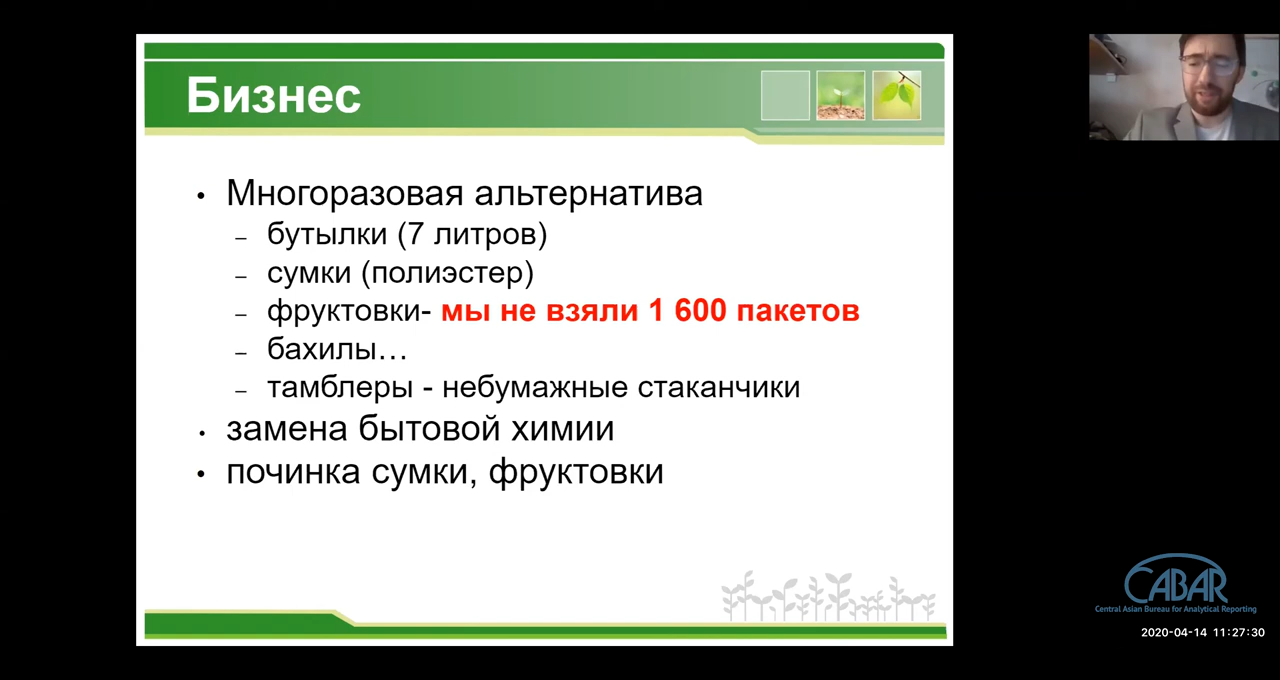 Бизнес
• Многоразовая альтернатива
– бутылки (7 литров)
– сумки (полиэстер)
– фруктовки- мы не взяли 1 600 пакетов
– бахилы…
– тамблеры - небумажные стаканчики
• замена бытовой химии
• починка сумки, фруктовки
CABAR
Central Asian Bureau for Analytical Reporting
2020-04-14 11:27:30